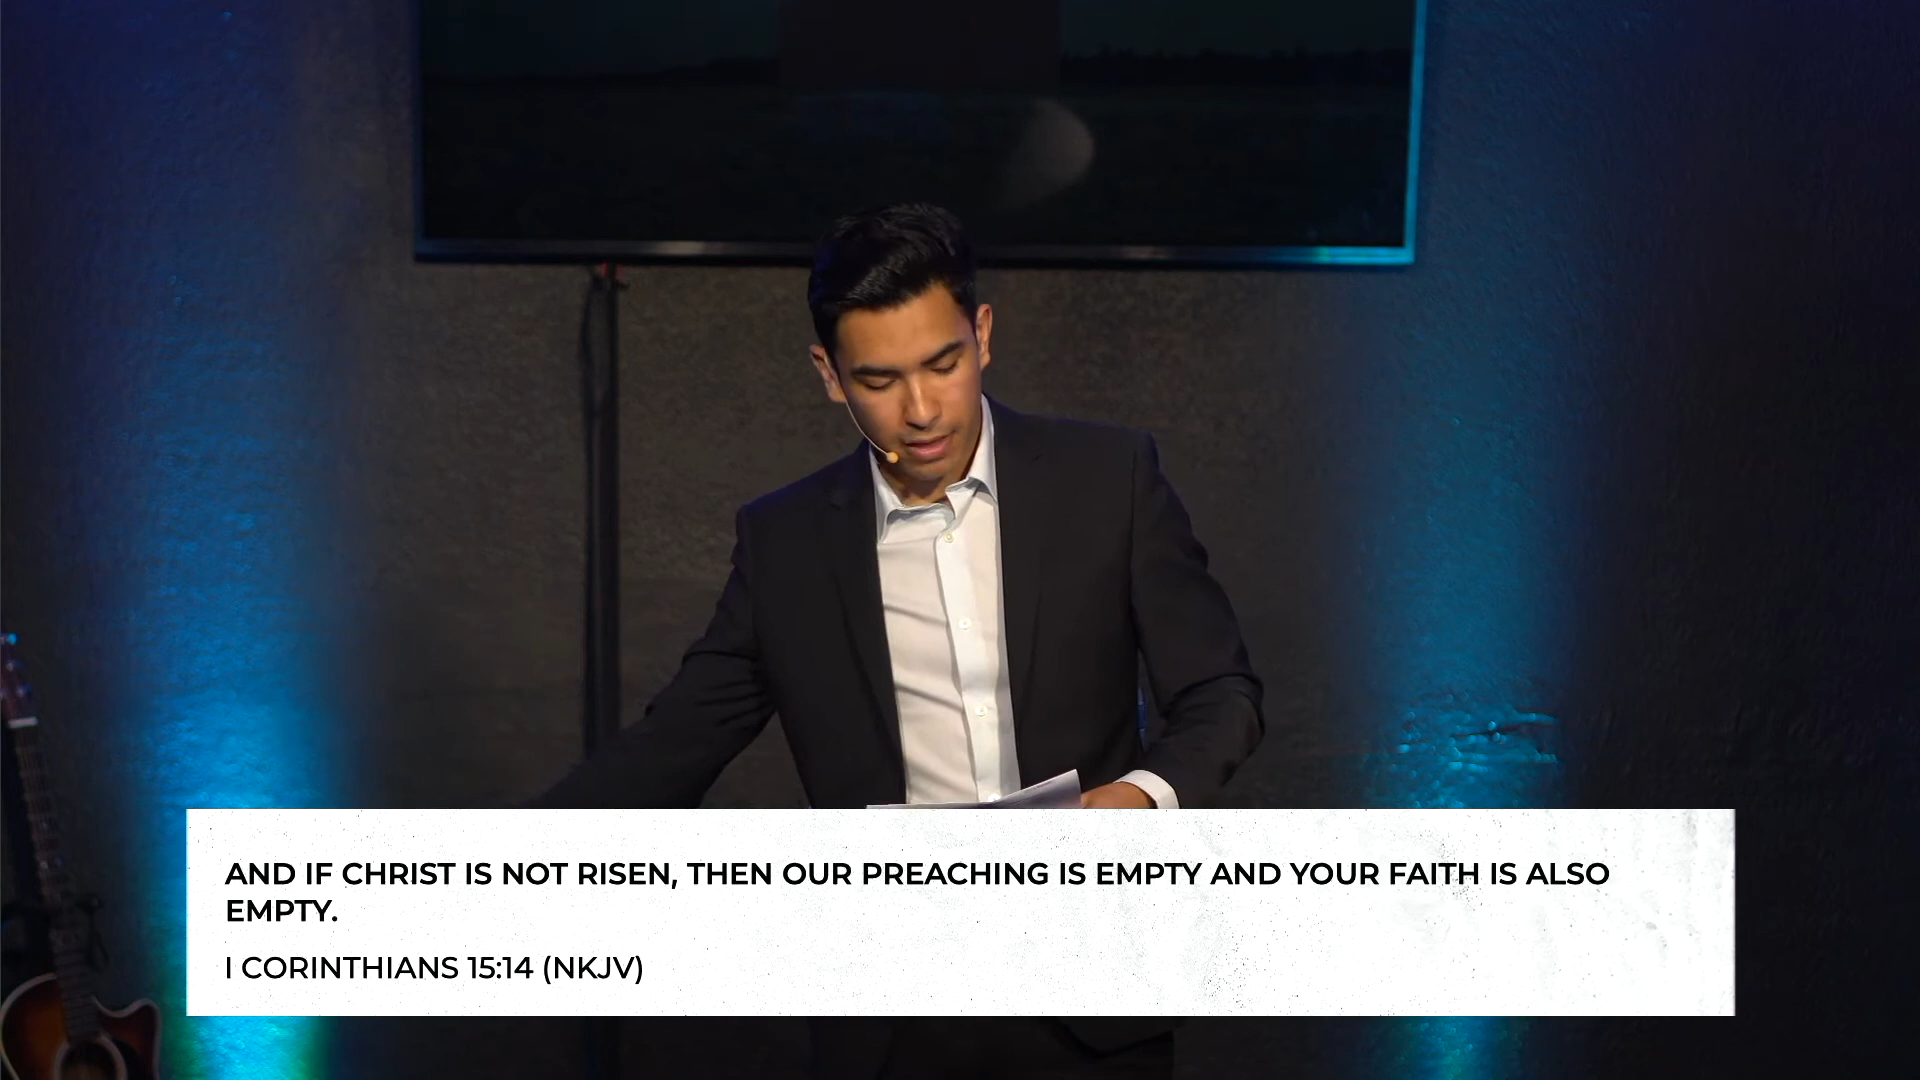 AND IF CHRIST IS NOT RISEN, THEN OUR PREACHING IS EMPTY AND YOUR FAITH IS ALSO
EMPTY.
I CORINTHIANS 15:14 (NKJV)